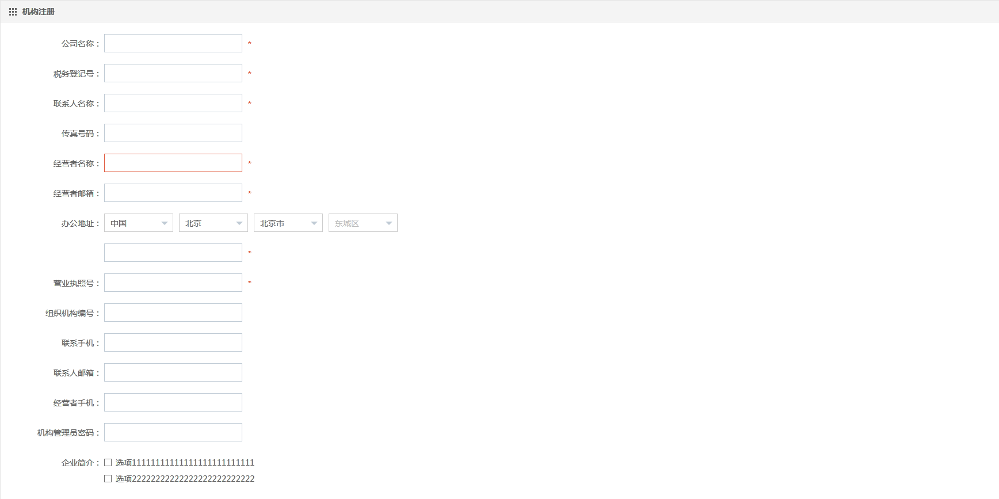 机构注册
公司名称： *
税务登记号： *
联系人名称： *
传真号码：
经营者名称： *
经营者邮箱： *
办公地址： 中国 北京 北京市 东城区
*
营业执照号： *
组织机构编号：
联系手机：
联系人邮箱：
经营者手机：
机构管理员密码：
企业简介： 选项11111111111111111111111111
选项22222222222222222222222222